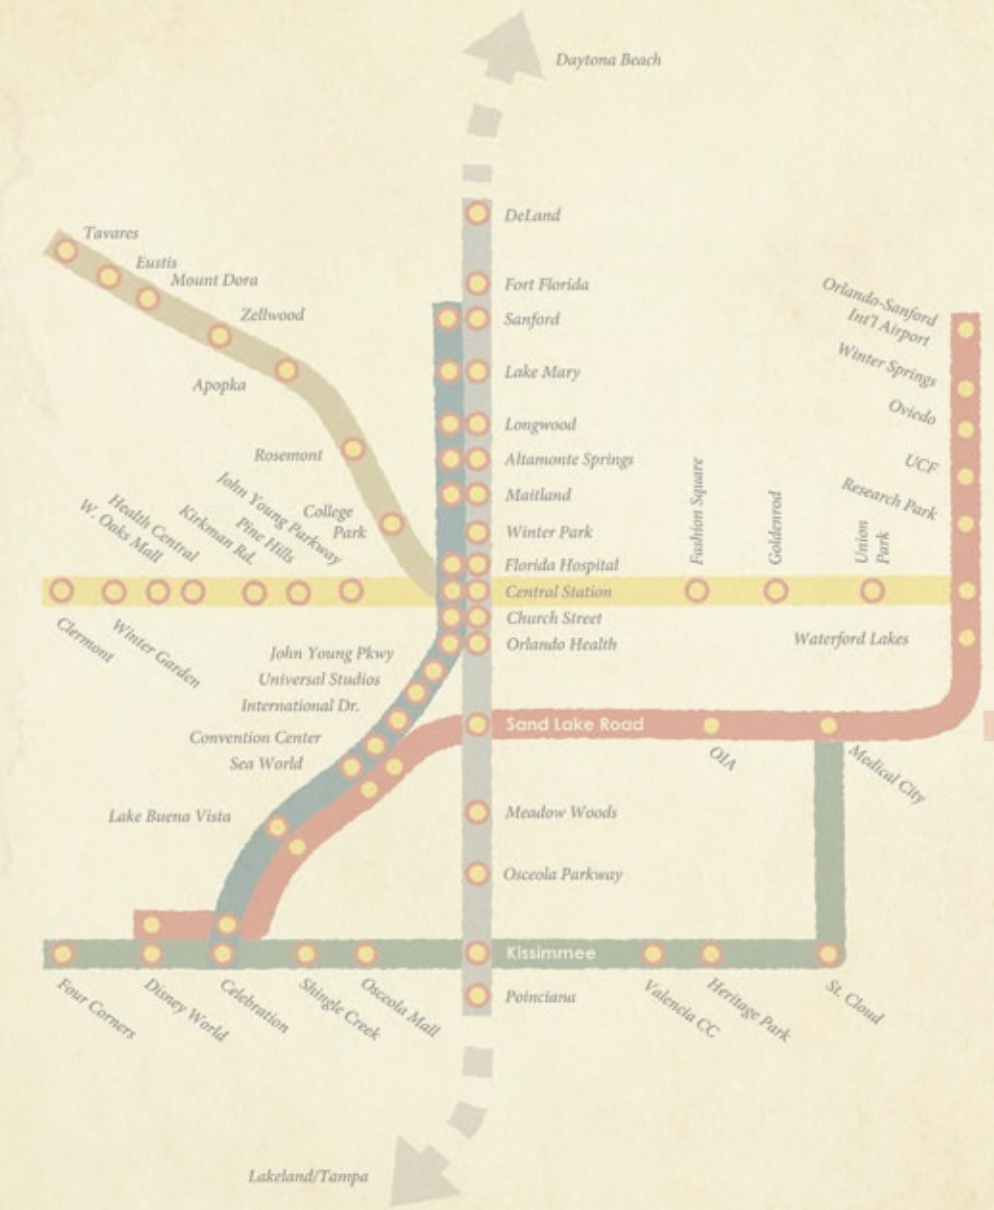 Daytona Beach
DeLand
Tavares
Eustis
Mount Dora
Zellwood
Apopka
Rosemont
College
Park
Fort Florida
Sanford
Lake Mary
Longwood
Altamonte Springs
Maitland
Winter Park
Florida Hospital
Central Station
Church Street
Orlando Health
Orlando-Sanford
Int'l Airport
Winter Springs
Oviedo
UCF
Research Park
Fashion Square
Goldenrod
Union
Park
Waterford Lakes
W. Oaks Mall
Health Central
Kirkman Rd.
Pine Hills
John Young Parkway
Clermont
Winter Garden
John Young Pkwy
Universal Studios
International Dr.
Convention Center
Sea World
Lake Buena Vista
Sand Lake Road
OIA
Medical City
Meadow Woods
Osceola Parkway
Kissimmee
Poinciana
Four Corners
Disney World
Celebration
Shingle Creek
Osceola Mall
Valencia CC
Heritage Park
St. Cloud
Lakeland/Tampa